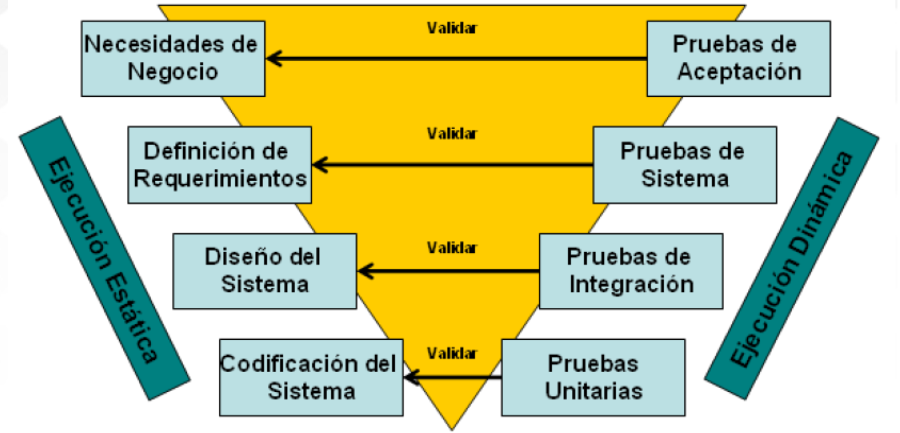 Validar
Necesidades de
Negocio
Pruebas de
Aceptación
Validar
Definición de
Requerimientos
Pruebas de
Sistema
Ejecución Estática
Ejecución Dinámica
Validar
Diseño del
Sistema
Pruebas de
Integración
Validar
Codificación del
Sistema
Pruebas
Unitarias